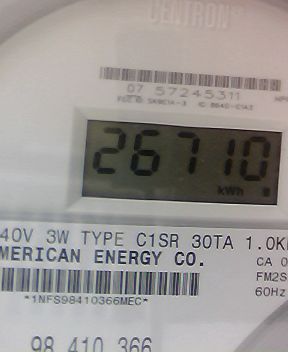 CENTRON
07 57245311
26710
kWh
40V 3W TYPE C1SR 30TA 1.0K
MERICAN ENERGY CO.
CA 0
FM2S
60Hz
*1NFS98410366MEC*
98 410 366